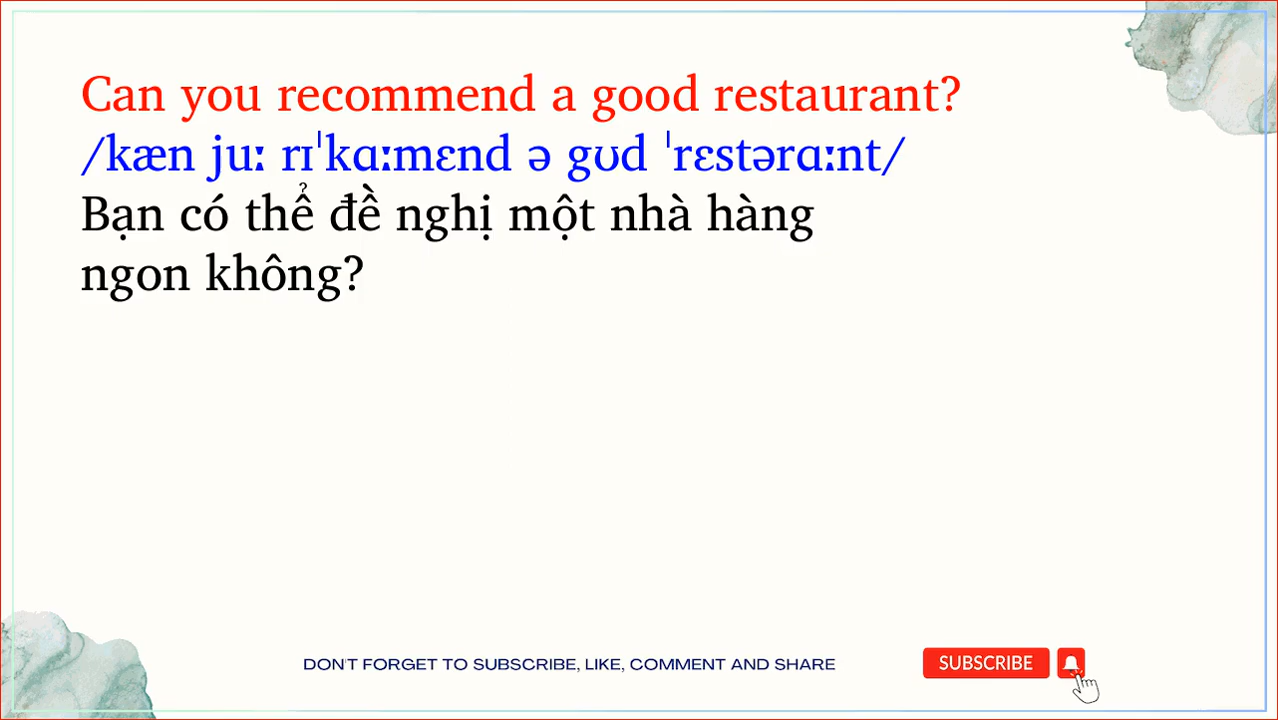 Can you recommend a good restaurant?
/kæn juː rɪˈkɑːmɛnd ə gʊd ˈrɛstərɑːnt/
Bạn có thể đề nghị một nhà hàng
ngon không?
DON'T FORGET TO SUBSCRIBE, LIKE, COMMENT AND SHARE
SUBSCRIBE